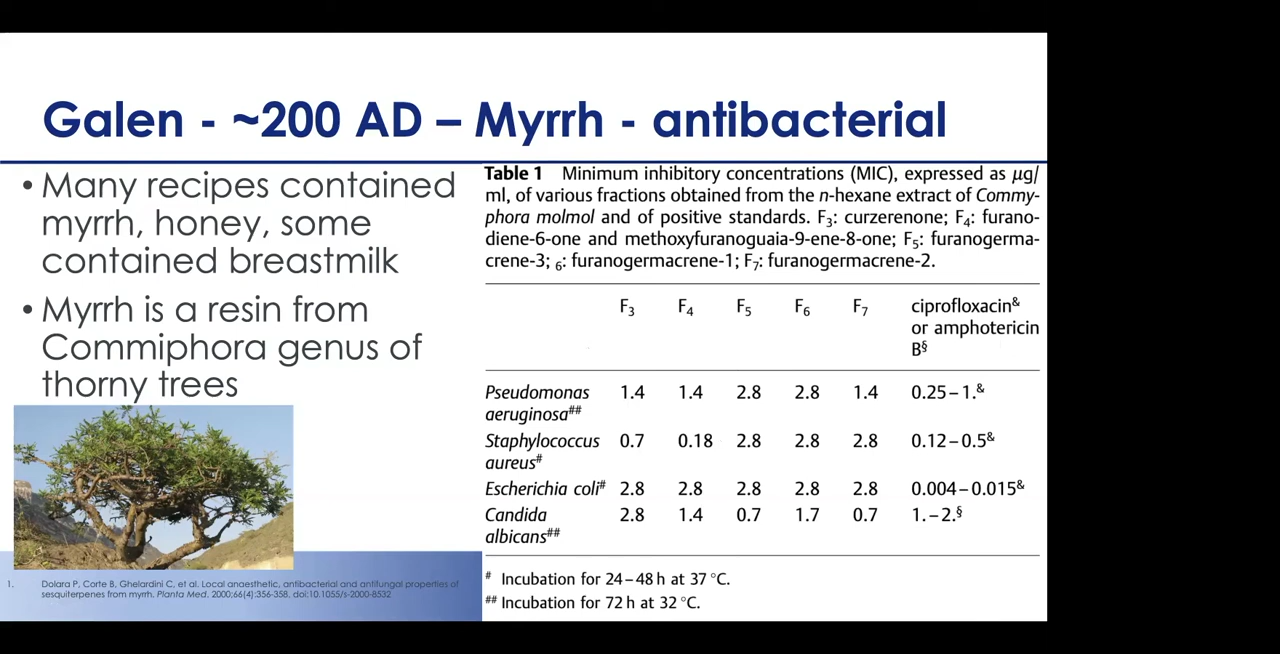 Galen - ~200 AD – Myrrh - antibacterial
• Many recipes contained
myrrh, honey, some
contained breastmilk
• Myrrh is a resin from
Commiphora genus of
thorny trees
1. Dolara P, Corte B, Ghelardini C, et al. Local anaesthetic, antibacterial and antifungal properties of
sesquiterpenes from myrrh. Planta Med. 2000;66(4):356-358. doi:10.1055/s-2000-8532
Table 1 Minimum inhibitory concentrations (MIC), expressed as µg/
ml, of various fractions obtained from the n-hexane extract of Commy-
phora molmol and of positive standards. F3: curzerenone; F4: furano-
diene-6-one and methoxyfuranoguaia-9-ene-8-one; F5: furanogerma-
crene-3; 6: furanogermacrene-1; F7: furanogermacrene-2.
F3 F4 F5 F6 F7 ciprofloxacin&
or amphotericin
B§
Pseudomonas 1.4 1.4 2.8 2.8 1.4 0.25–1.&
aeruginosa##
Staphylococcus 0.7 0.18 2.8 2.8 2.8 0.12–0.5&
aureus#
Escherichia coli# 2.8 2.8 2.8 2.8 2.8 0.004–0.015&
Candida 2.8 1.4 0.7 1.7 0.7 1.–2.§
albicans##
# Incubation for 24–48 h at 37 °C.
## Incubation for 72 h at 32 °C.